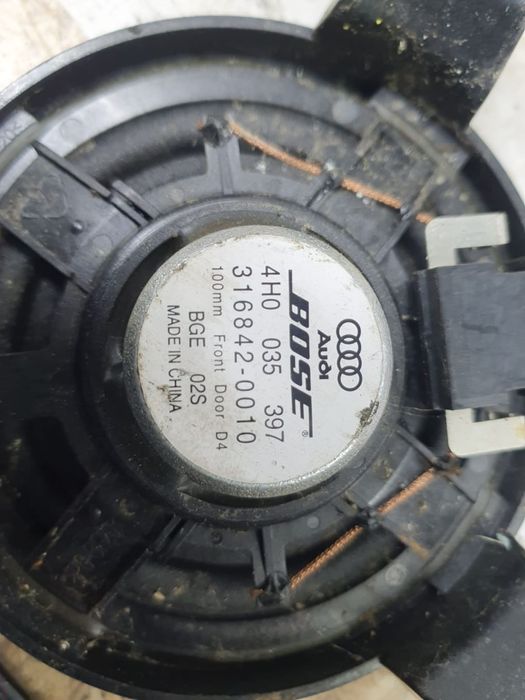 Audi
BOSE®
4H0 035 397
316842-0010
100mm Front Door D4
BGE 02S
MADE IN CHINA